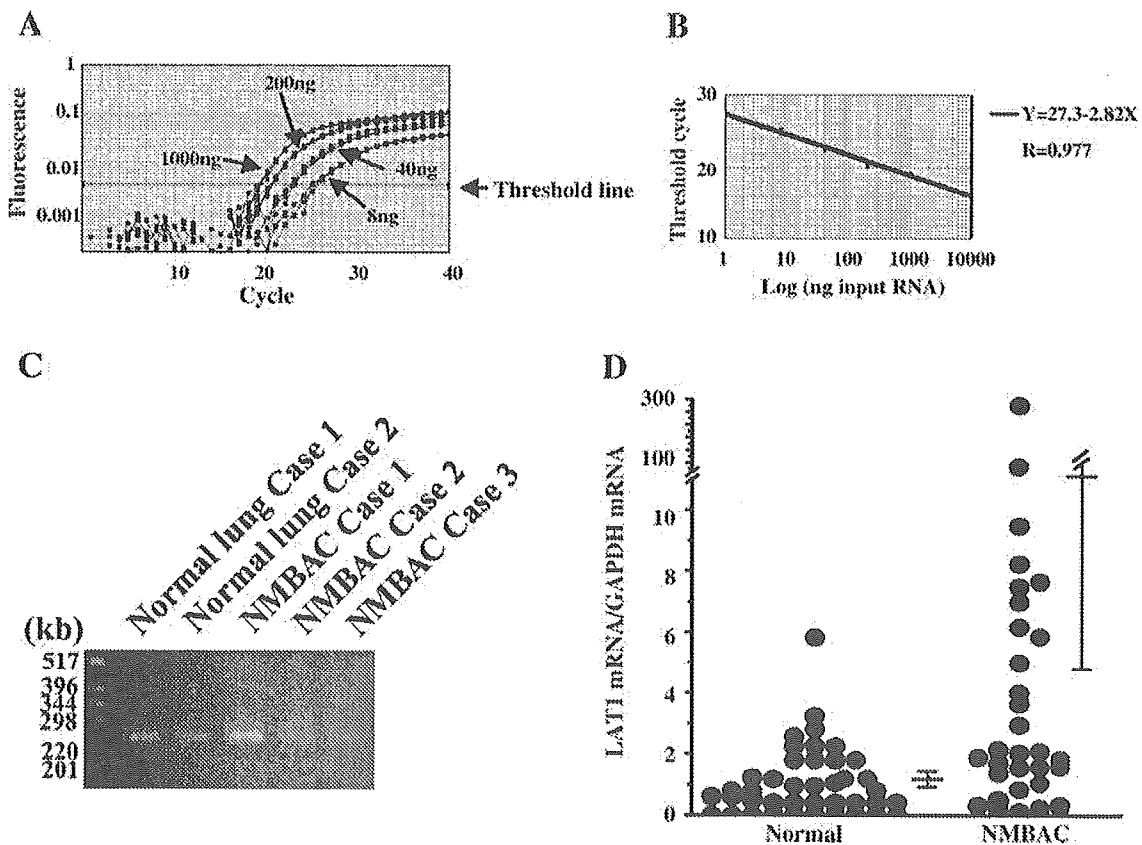 A
1
0.1
0.01
0.001
Fluorescence
200ng
1000ng
40ng
8ng
Threshold line
10
20
30
40
Cycle
B
30
20
10
Threshold cycle
Y=27.3-2.82X
R=0.977
1
10
100
1000
10000
Log (ng input RNA)
C
Normal lung Case 1
Normal lung Case 2
NMBAC Case 1
NMBAC Case 2
NMBAC Case 3
(kb)
517
396
344
298
220
201
D
300
100
10
8
6
4
2
0
LAT1 mRNA/GAPDH mRNA
Normal
NMBAC